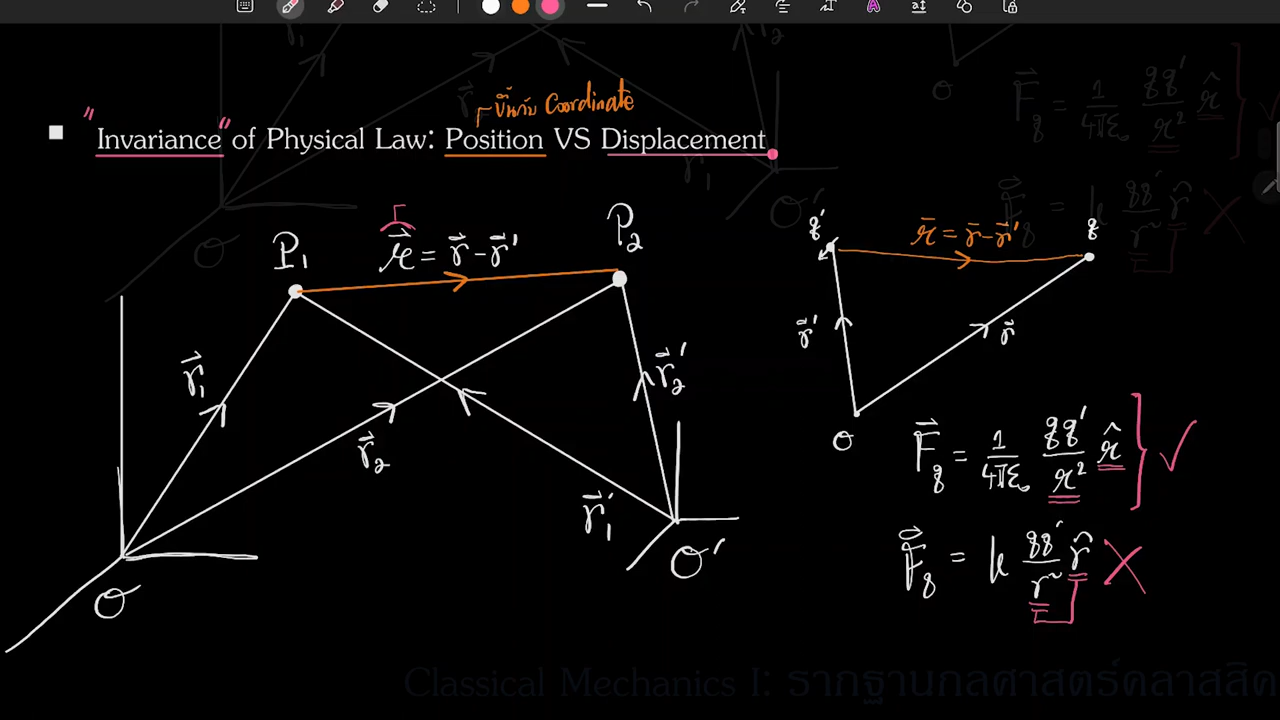 ขึ้นกับ Coordinate
"Invariance" of Physical Law: Position VS Displacement
P₁
𝓇⃗ = r⃗ - r⃗'
P₂
q'
𝓇⃗ = r⃗ - r⃗'
q
r⃗₁
r⃗₂
r⃗₂'
r⃗₁'
O
O'
r⃗'
r⃗
O
F⃗q = 1/4πε₀ qq'/𝓇² 𝓇̂ } ✓
F⃗q = k qq'/r² r̂ ✗
Classical Mechanics I: รากฐานกลศาสตร์คลาสสิค